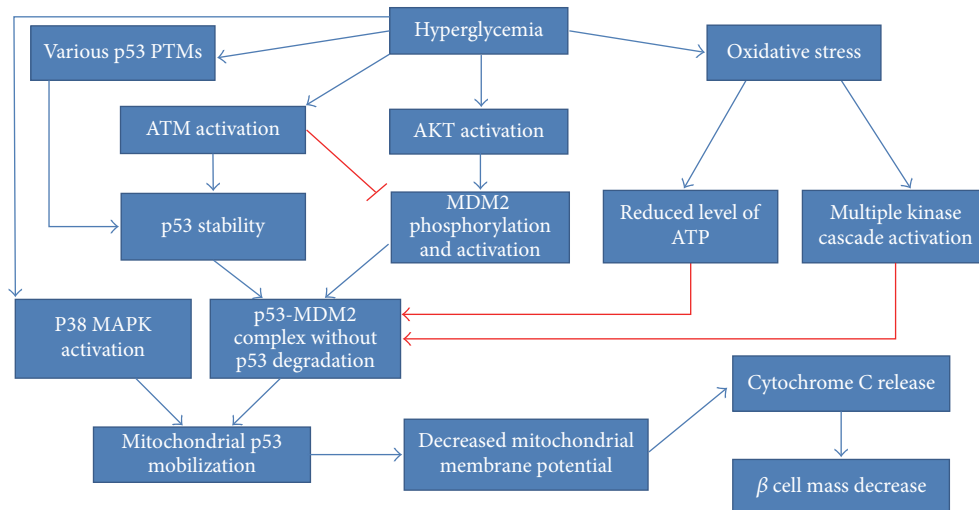 Hyperglycemia
Various p53 PTMs
Oxidative stress
ATM activation
AKT activation
p53 stability
MDM2
phosphorylation
and activation
Reduced level of
ATP
Multiple kinase
cascade activation
P38 MAPK
activation
p53-MDM2
complex without
p53 degradation
Cytochrome C release
Mitochondrial p53
mobilization
Decreased mitochondrial
membrane potential
β cell mass decrease